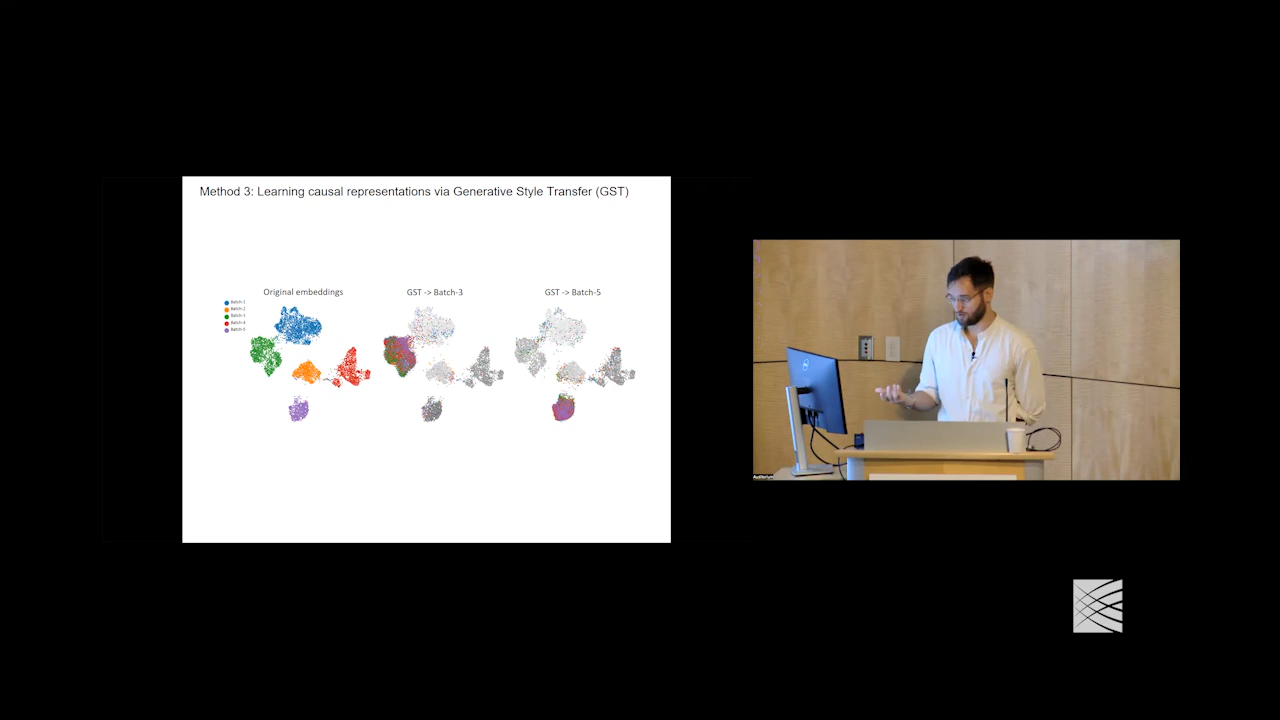 Method 3: Learning causal representations via Generative Style Transfer (GST)
Original embeddings
GST -> Batch-3
GST -> Batch-5
Batch-1
Batch-2
Batch-3
Batch-4
Batch-5
Auditorium